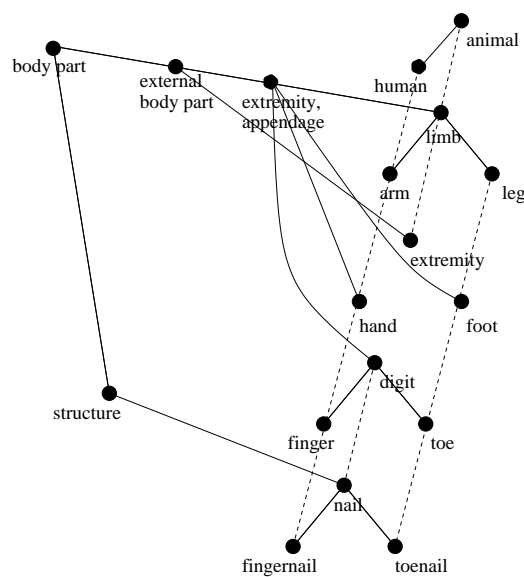 animal
body part
external
body part
human
extremity,
appendage
limb
arm
leg
extremity
hand
foot
digit
structure
finger
toe
nail
fingernail
toenail